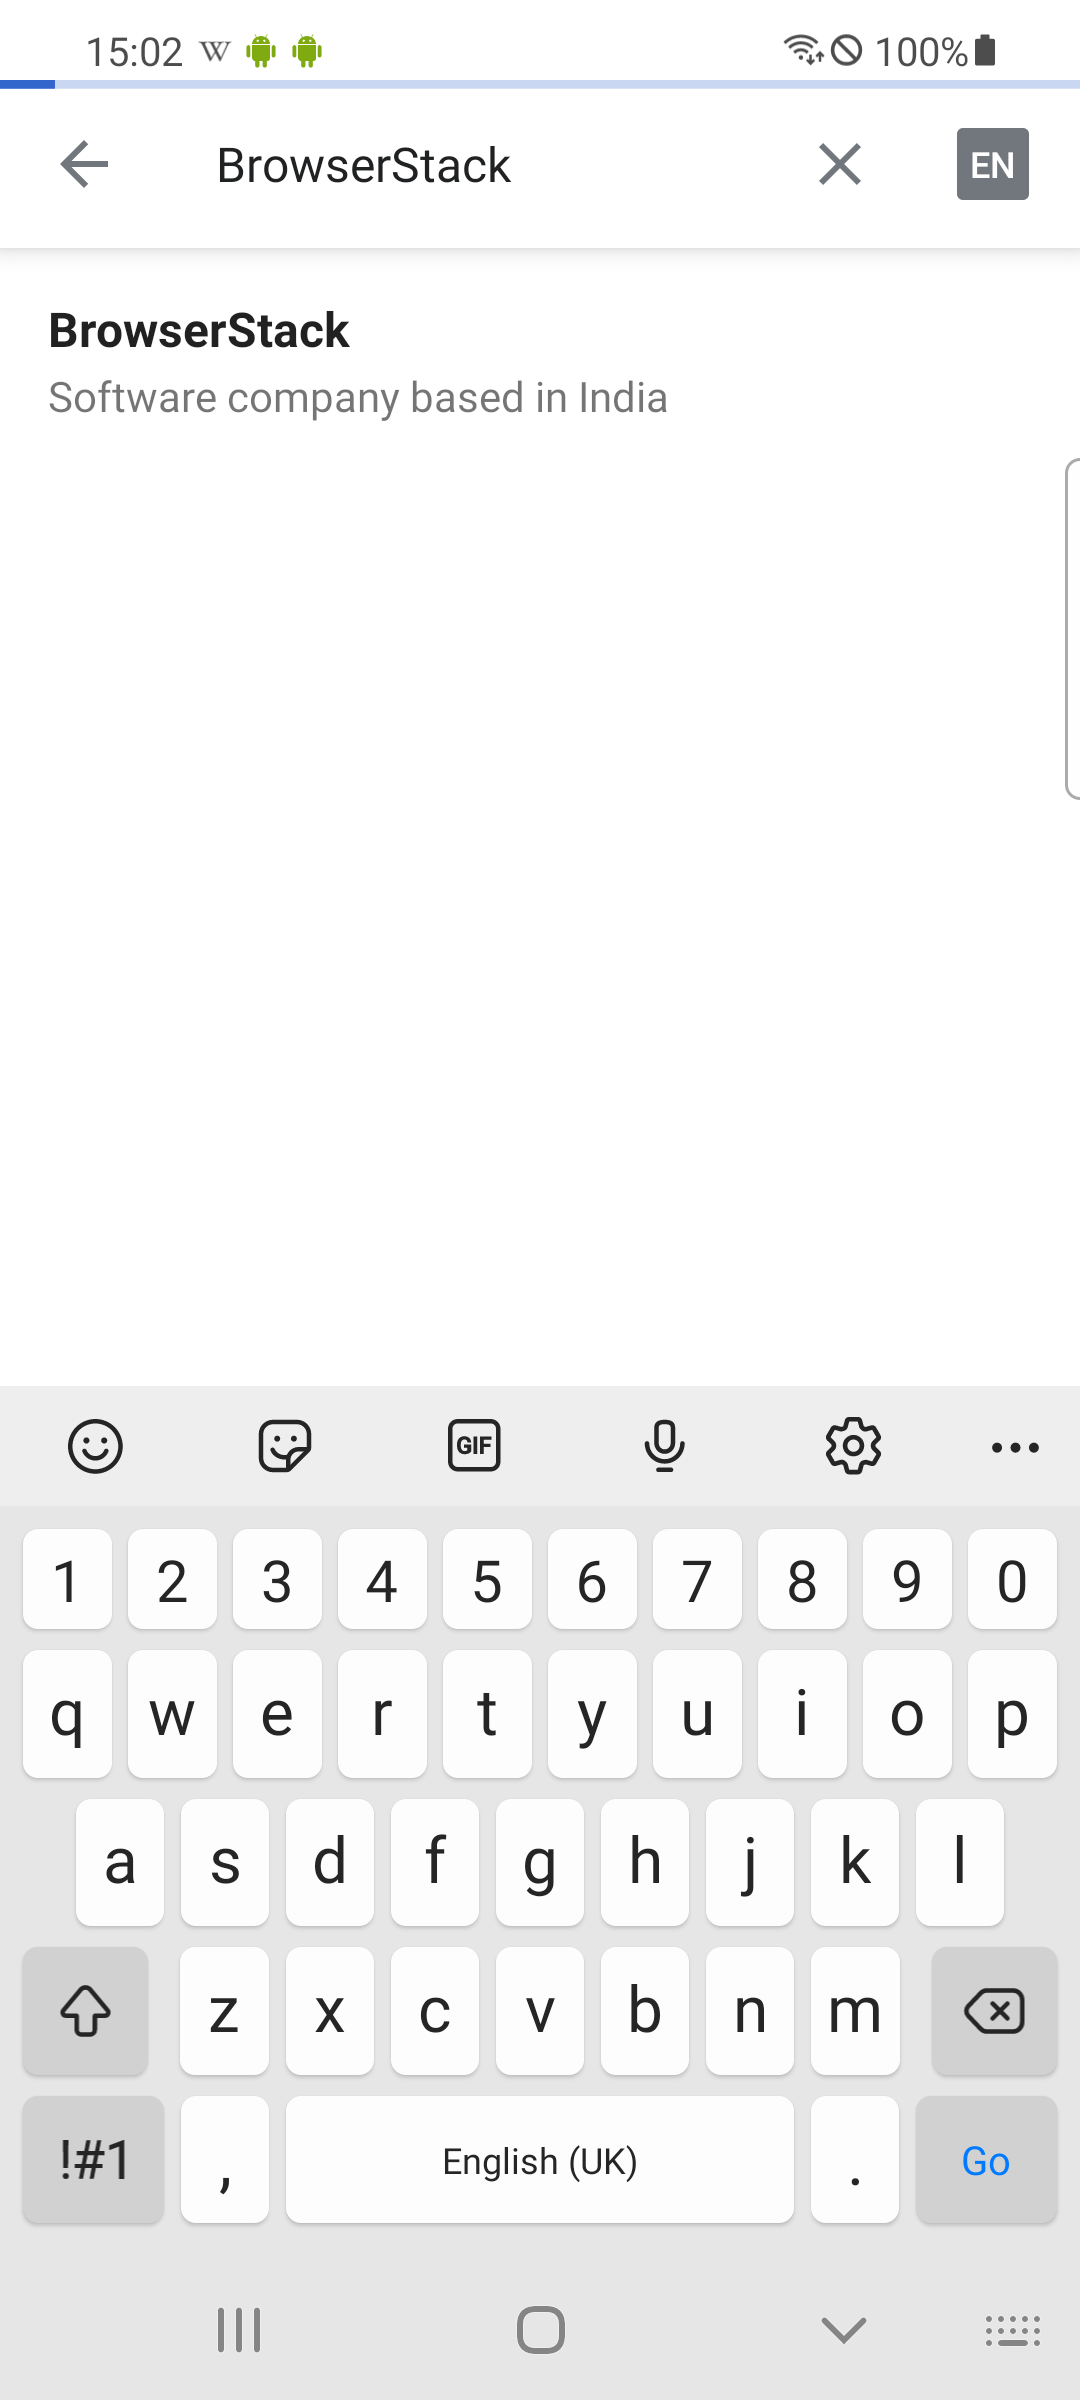 15:02 W 100%
BrowserStack EN
BrowserStack
Software company based in India
GIF
1 2 3 4 5 6 7 8 9 0
q w e r t y u i o p
a s d f g h j k l
z x c v b n m
!#1 , English (UK) . Go